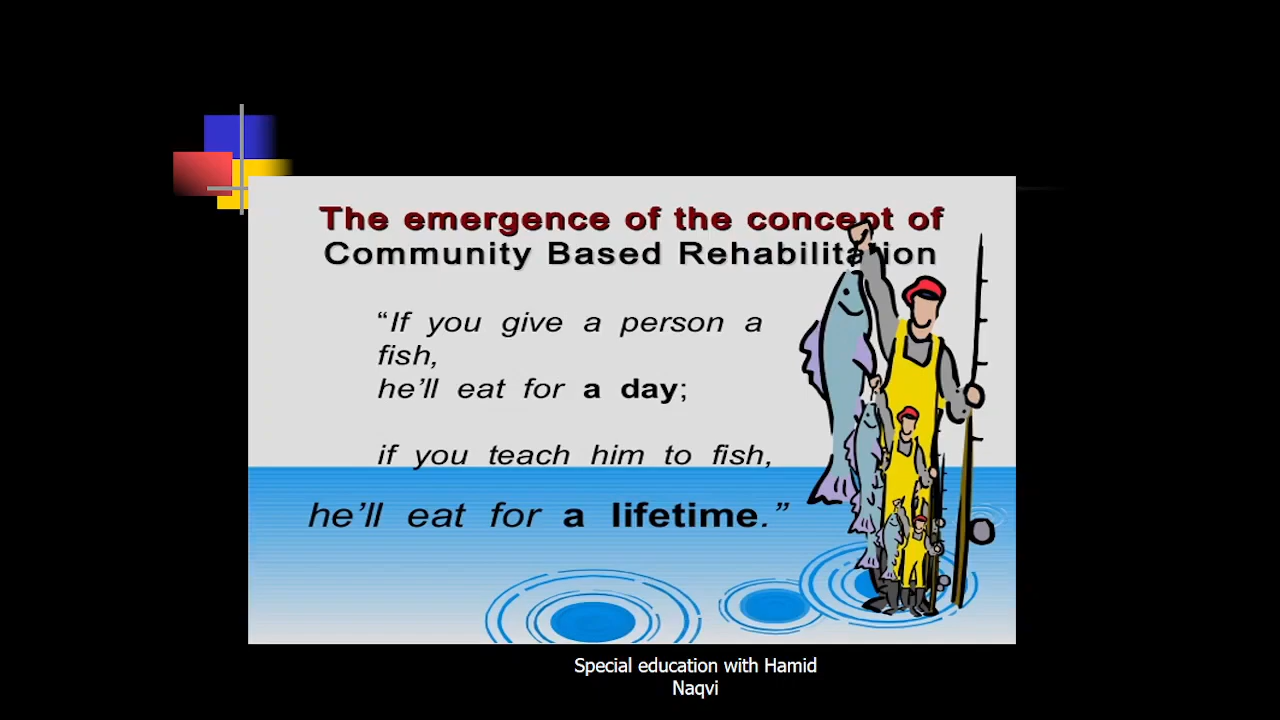 The emergence of the concept of
Community Based Rehabilitation
“If you give a person a
fish,
he’ll eat for a day;
if you teach him to fish,
he’ll eat for a lifetime.”
Special education with Hamid
Naqvi